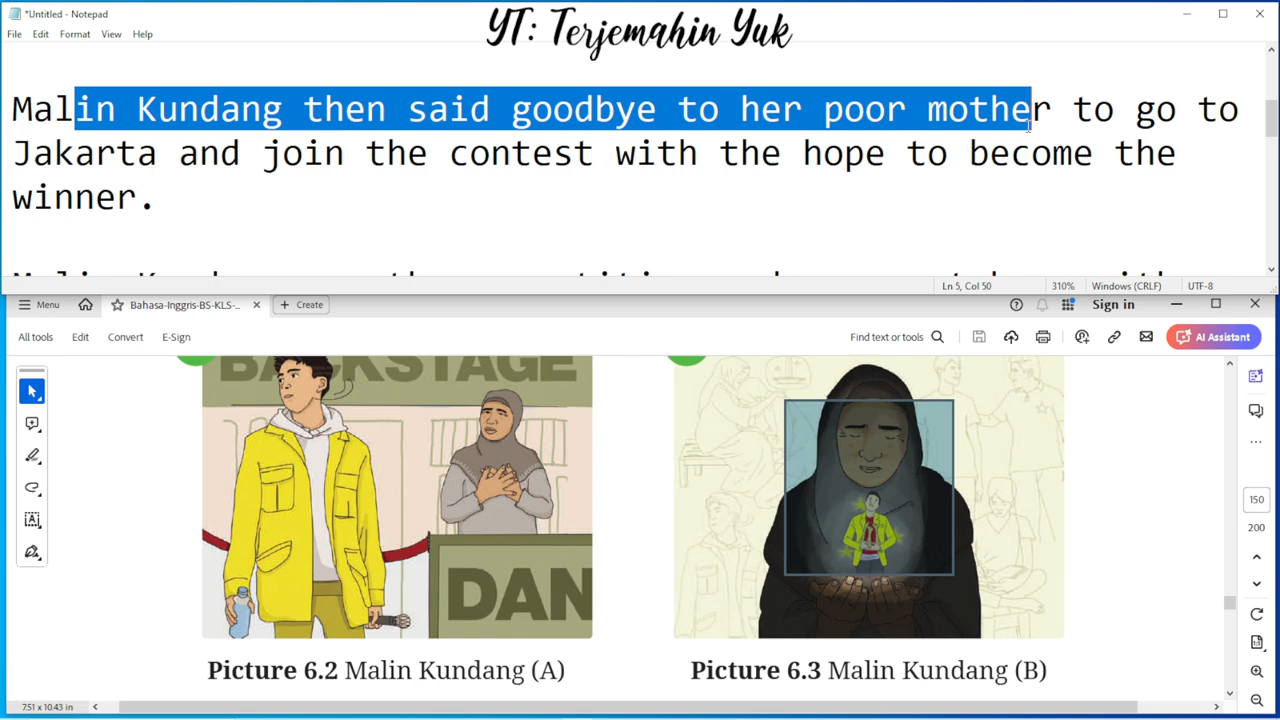 *Untitled - Notepad
YT: Terjemahin Yuk
File Edit Format View Help
Malin Kundang then said goodbye to her poor mother to go to
Jakarta and join the contest with the hope to become the
winner.
Ln 5, Col 50 310% Windows (CRLF) UTF-8
Menu Bahasa-Inggris-BS-KLS-... Create Sign in
All tools Edit Convert E-Sign Find text or tools AI Assistant
BACKSTAGE
DAN
150
200
Picture 6.2 Malin Kundang (A)
Picture 6.3 Malin Kundang (B)
7.51 x 10.43 in